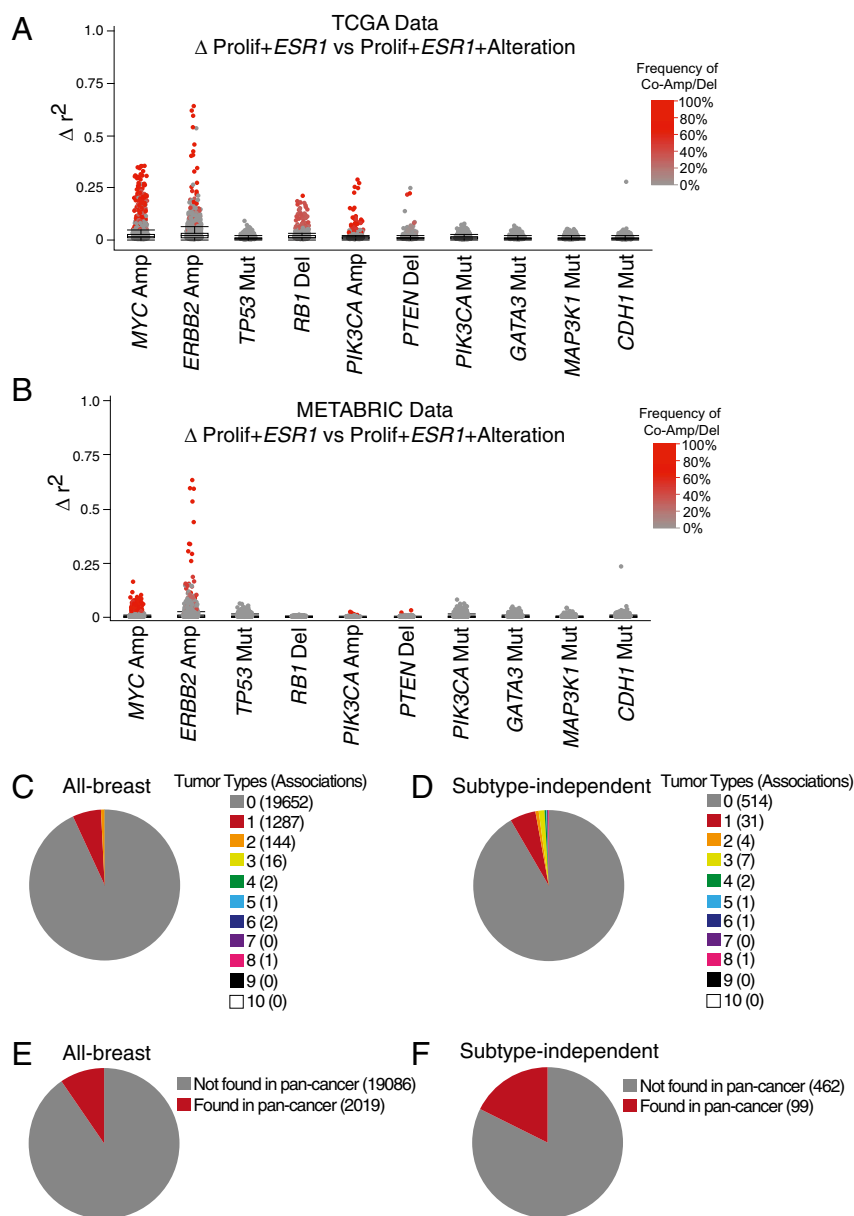 A
TCGA Data
Δ Prolif+ESR1 vs Prolif+ESR1+Alteration
Δ r2
1.0
0.75
0.5
0.25
0
Frequency of
Co-Amp/Del
100%
80%
60%
40%
20%
0%
MYC Amp
ERBB2 Amp
TP53 Mut
RB1 Del
PIK3CA Amp
PTEN Del
PIK3CA Mut
GATA3 Mut
MAP3K1 Mut
CDH1 Mut
B
METABRIC Data
Δ Prolif+ESR1 vs Prolif+ESR1+Alteration
Δ r2
1.0
0.75
0.5
0.25
0
Frequency of
Co-Amp/Del
100%
80%
60%
40%
20%
0%
MYC Amp
ERBB2 Amp
TP53 Mut
RB1 Del
PIK3CA Amp
PTEN Del
PIK3CA Mut
GATA3 Mut
MAP3K1 Mut
CDH1 Mut
C
All-breast
Tumor Types (Associations)
0 (19652)
1 (1287)
2 (144)
3 (16)
4 (2)
5 (1)
6 (2)
7 (0)
8 (1)
9 (0)
10 (0)
D
Subtype-independent
Tumor Types (Associations)
0 (514)
1 (31)
2 (4)
3 (7)
4 (2)
5 (1)
6 (1)
7 (0)
8 (1)
9 (0)
10 (0)
E
All-breast
Not found in pan-cancer (19086)
Found in pan-cancer (2019)
F
Subtype-independent
Not found in pan-cancer (462)
Found in pan-cancer (99)